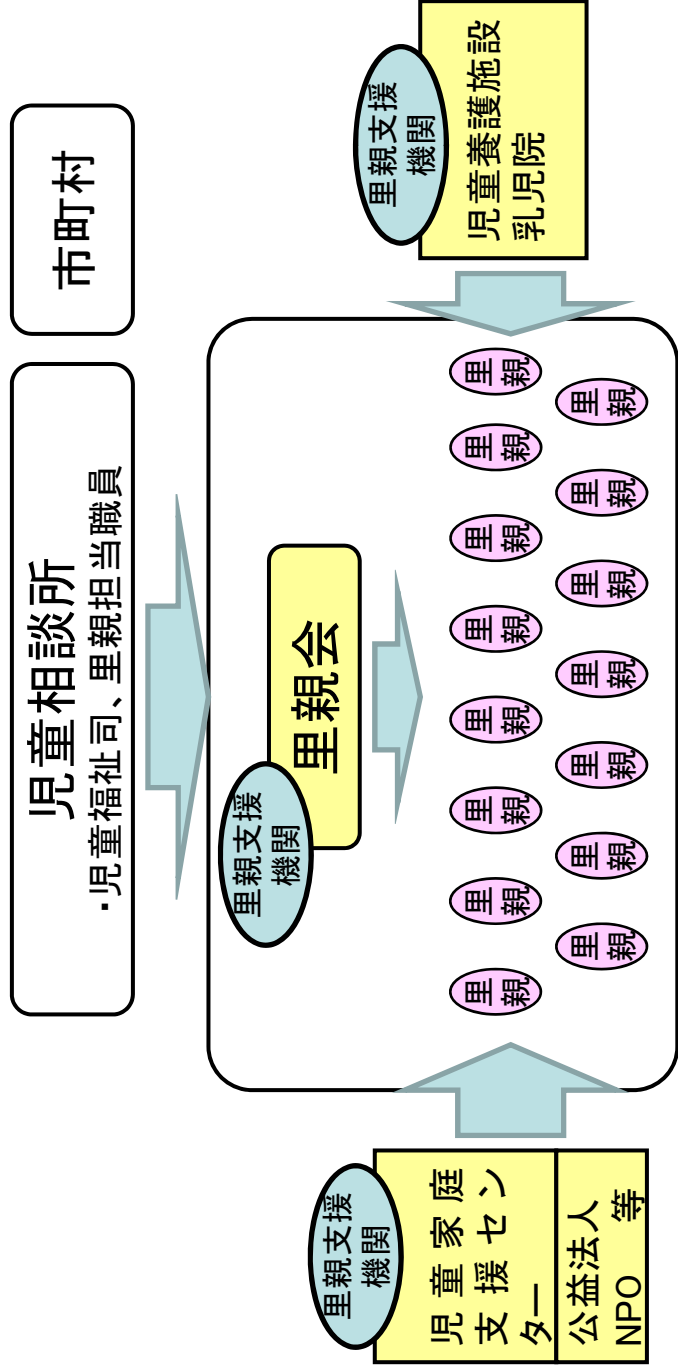 児童相談所
・児童福祉司、里親担当職員
市町村
里親支援
機関
里親会
里親支援
機関
児童家庭
支援セン
ター
公益法人
NPO 等
里親支援
機関
児童養護施設
乳児院
里
親
里
親
里
親
里
親
里
親
里
親
里
親
里
親
里
親
里
親
里
親
里
親
里
親
里
親
里
親